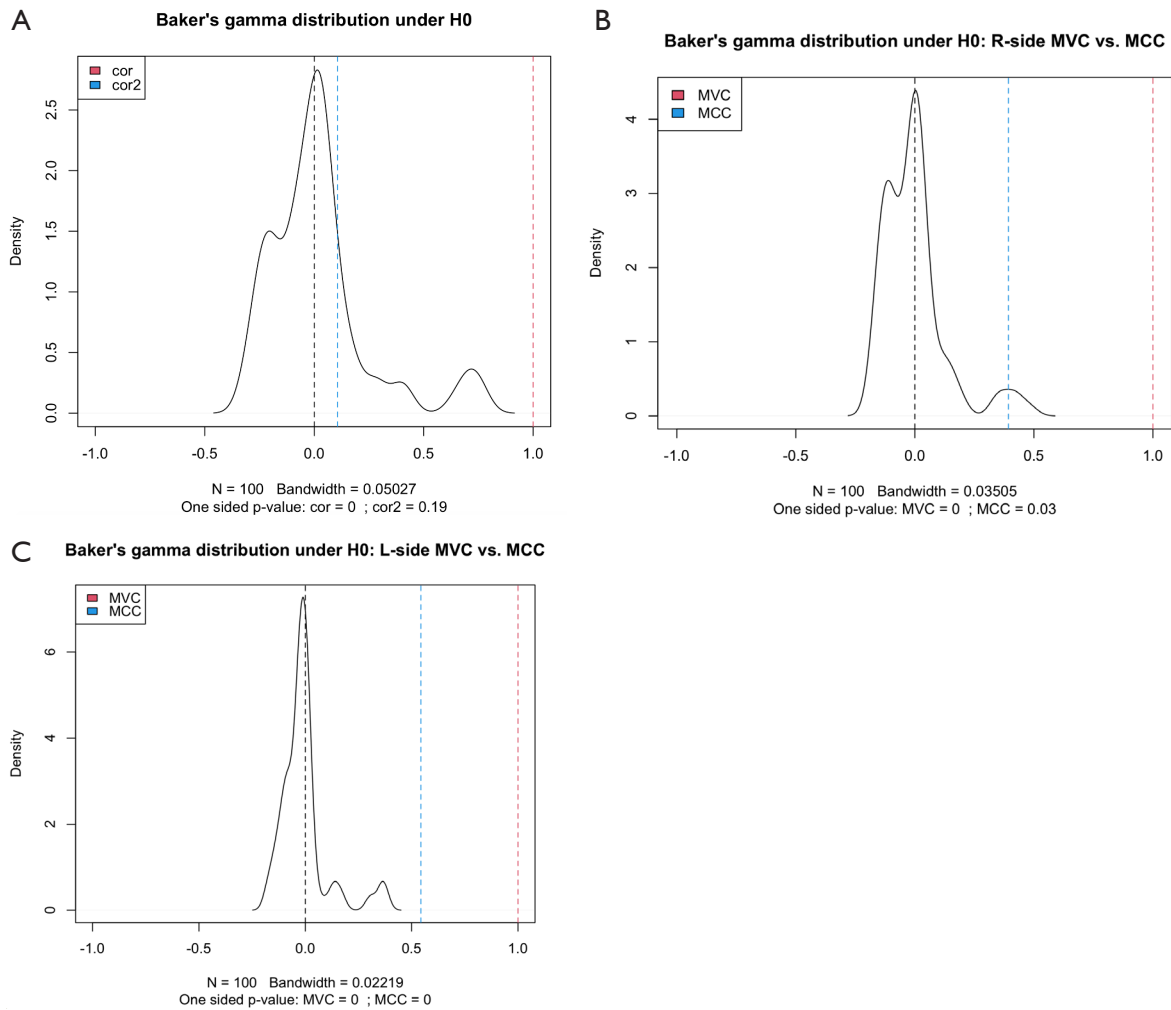 A
Baker's gamma distribution under H0
cor
cor2
Density
0.0
0.5
1.0
1.5
2.0
2.5
-1.0 -0.5 0.0 0.5 1.0
N = 100 Bandwidth = 0.05027
One sided p-value: cor = 0 ; cor2 = 0.19
B
Baker's gamma distribution under H0: R-side MVC vs. MCC
MVC
MCC
Density
0
1
2
3
4
-1.0 -0.5 0.0 0.5 1.0
N = 100 Bandwidth = 0.03505
One sided p-value: MVC = 0 ; MCC = 0.03
C
Baker's gamma distribution under H0: L-side MVC vs. MCC
MVC
MCC
Density
0
2
4
6
-1.0 -0.5 0.0 0.5 1.0
N = 100 Bandwidth = 0.02219
One sided p-value: MVC = 0 ; MCC = 0